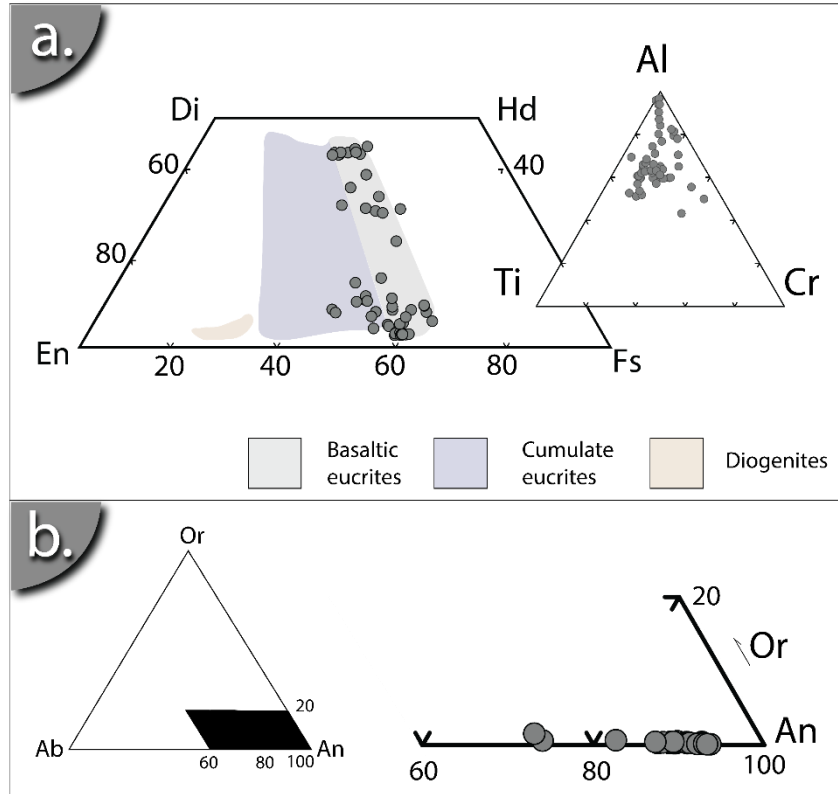 a.
Di
Hd
Al
60
40
80
Ti
Cr
En
20
40
60
80
Fs
Basaltic
eucrites
Cumulate
eucrites
Diogenites
b.
Or
20
Ab
An
60
80
100
20
Or
An
60
80
100